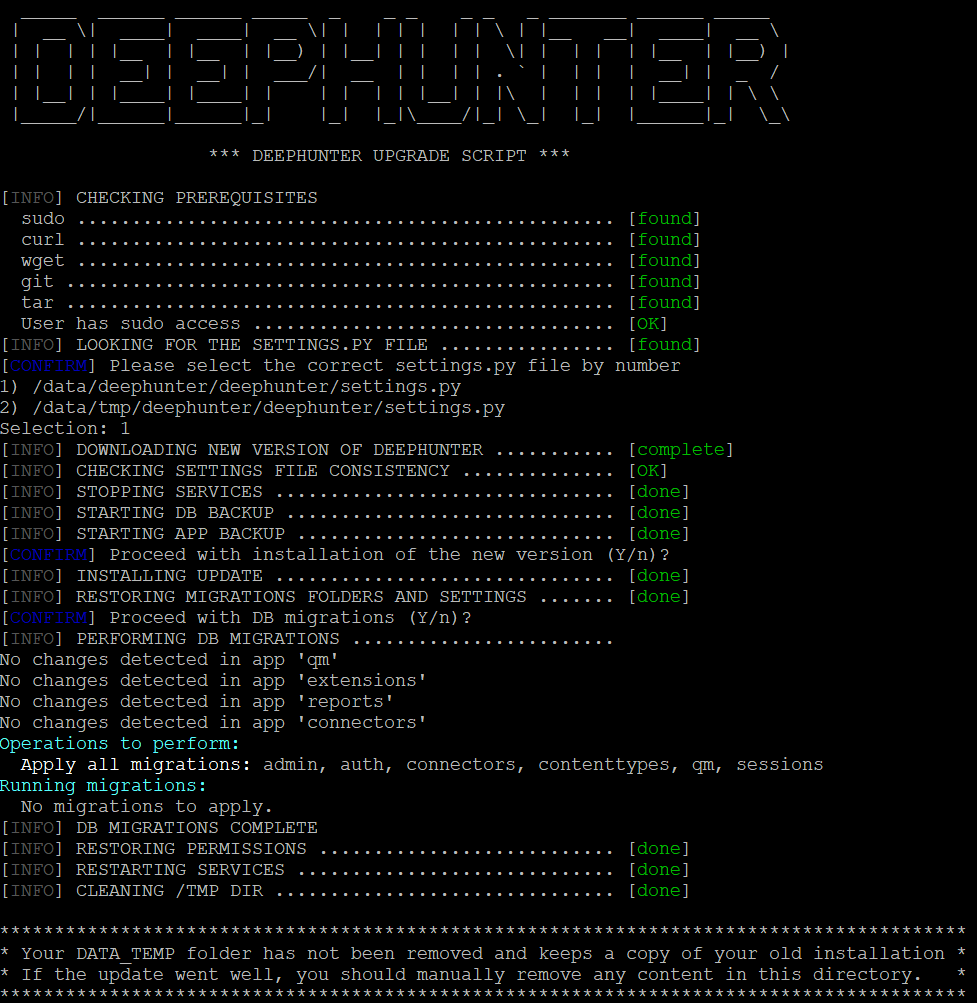 DEEPHUNTER
*** DEEPHUNTER UPGRADE SCRIPT ***
[INFO] CHECKING PREREQUISITES
  sudo ................................................. [found]
  curl .................................................. [found]
  wget .................................................. [found]
  git .................................................. [found]
  tar .................................................. [found]
  User has sudo access ................................. [OK]
[INFO] LOOKING FOR THE SETTINGS.PY FILE ................ [found]
[CONFIRM] Please select the correct settings.py file by number
1) /data/deephunter/deephunter/settings.py
2) /data/tmp/deephunter/deephunter/settings.py
Selection: 1
[INFO] DOWNLOADING NEW VERSION OF DEEPHUNTER ........... [complete]
[INFO] CHECKING SETTINGS FILE CONSISTENCY .............. [OK]
[INFO] STOPPING SERVICES ............................... [done]
[INFO] STARTING DB BACKUP .............................. [done]
[INFO] STARTING APP BACKUP ............................. [done]
[CONFIRM] Proceed with installation of the new version (Y/n)?
[INFO] INSTALLING UPDATE ............................... [done]
[INFO] RESTORING MIGRATIONS FOLDERS AND SETTINGS ....... [done]
[CONFIRM] Proceed with DB migrations (Y/n)?
[INFO] PERFORMING DB MIGRATIONS ........................
No changes detected in app 'qm'
No changes detected in app 'extensions'
No changes detected in app 'reports'
No changes detected in app 'connectors'
Operations to perform:
  Apply all migrations: admin, auth, connectors, contenttypes, qm, sessions
Running migrations:
  No migrations to apply.
[INFO] DB MIGRATIONS COMPLETE
[INFO] RESTORING PERMISSIONS ........................... [done]
[INFO] RESTARTING SERVICES ............................. [done]
[INFO] CLEANING /TMP DIR ............................... [done]
****************************************************************************************
* Your DATA_TEMP folder has not been removed and keeps a copy of your old installation *
* If the update went well, you should manually remove any content in this directory.   *
****************************************************************************************